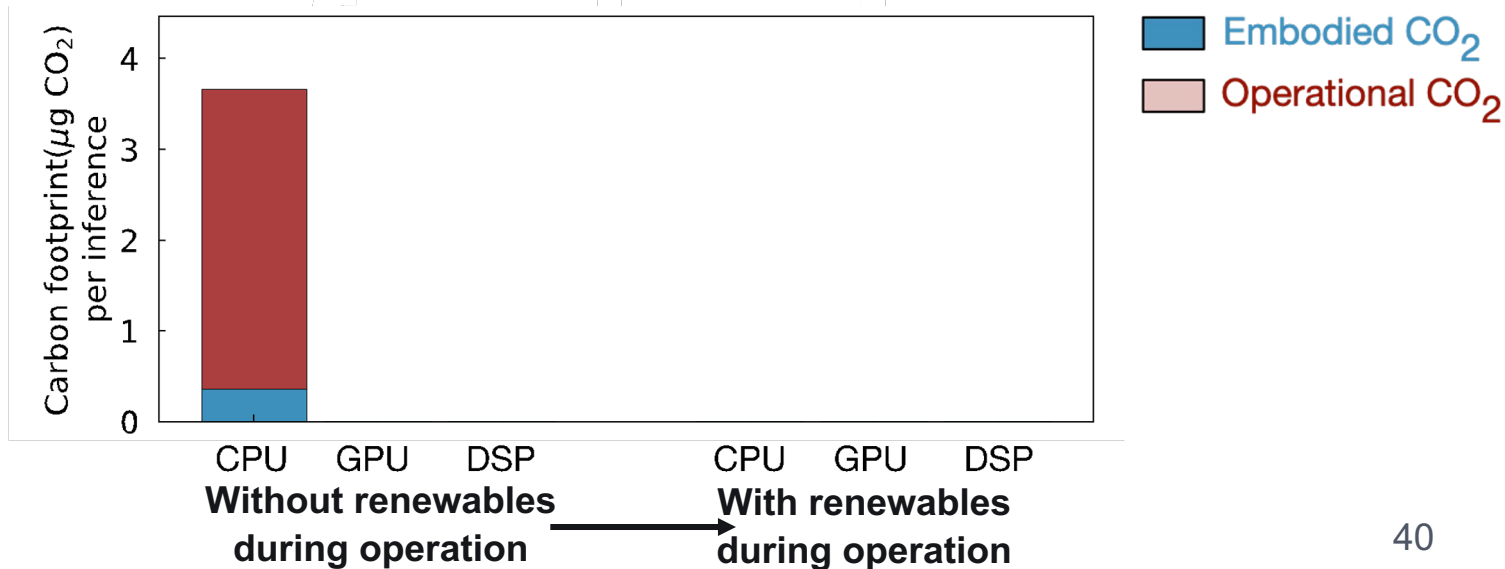 Carbon footprint(μg CO₂)
per inference
4
3
2
1
0
Embodied CO₂
Operational CO₂
CPU GPU DSP CPU GPU DSP
Without renewables
during operation
With renewables
during operation
40